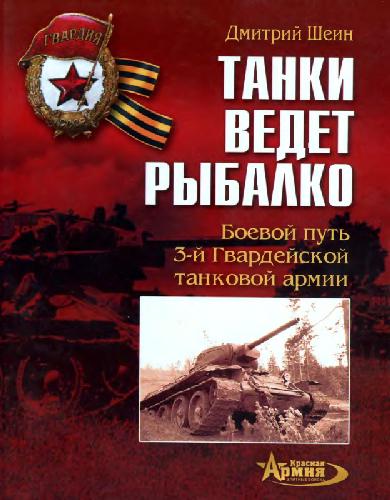 ГВАРДИЯ
Дмитрий Шеин
ТАНКИ
ВЕДЕТ
РЫБАЛКО
Боевой путь
3-й Гвардейской
танковой армии
Красная
Армия